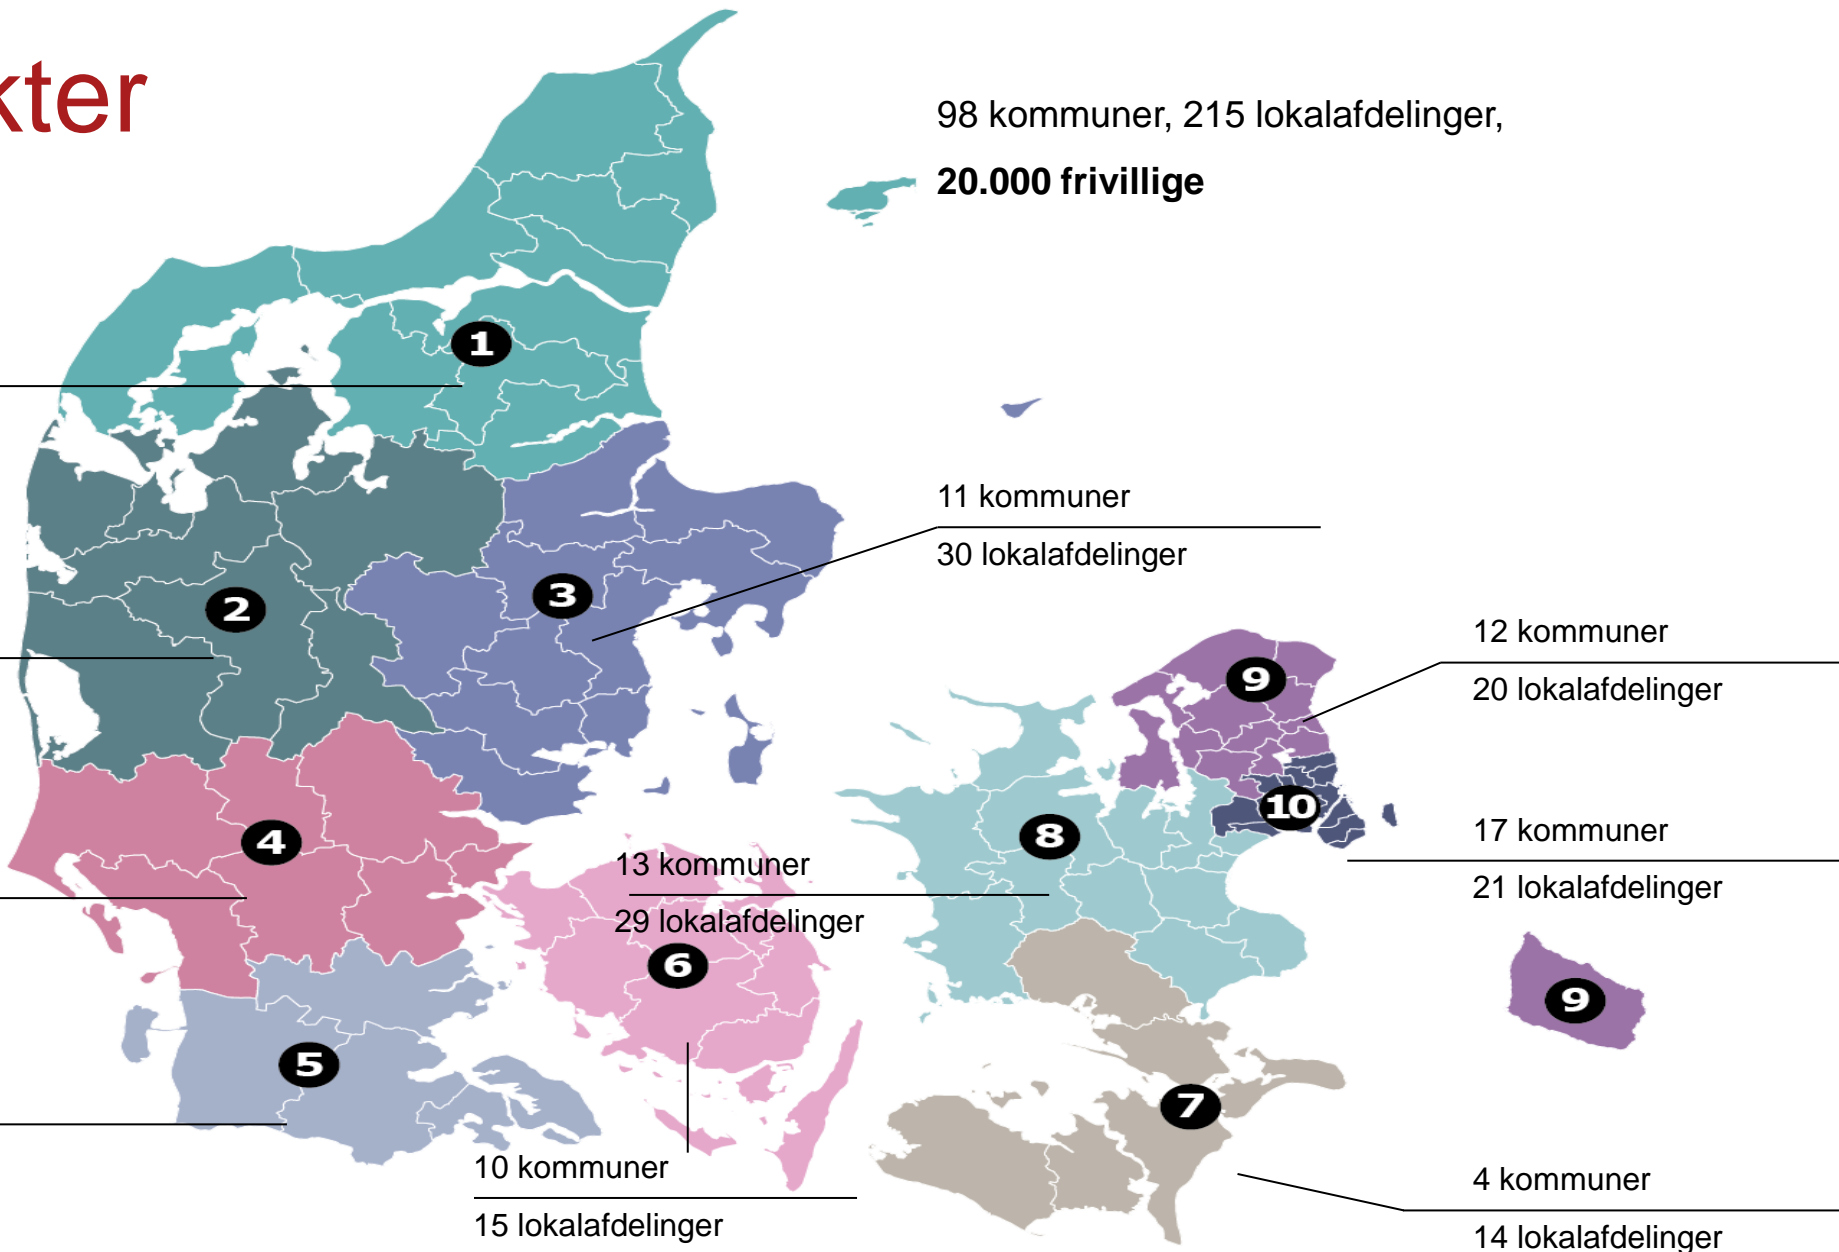 kter
98 kommuner, 215 lokalafdelinger,
20.000 frivillige
1
11 kommuner
30 lokalafdelinger
2
3
12 kommuner
20 lokalafdelinger
9
10
17 kommuner
21 lokalafdelinger
8
4
13 kommuner
29 lokalafdelinger
6
9
5
7
10 kommuner
15 lokalafdelinger
4 kommuner
14 lokalafdelinger